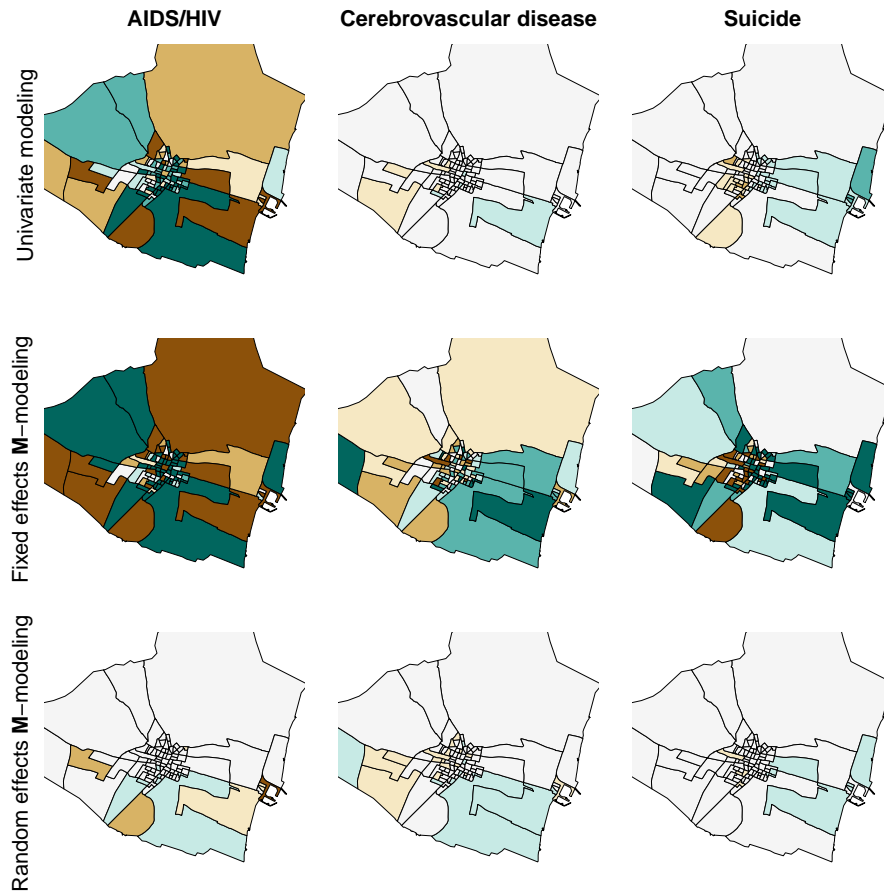 AIDS/HIV
Cerebrovascular disease
Suicide
Univariate modeling
Fixed effects M−modeling
Random effects M−modeling